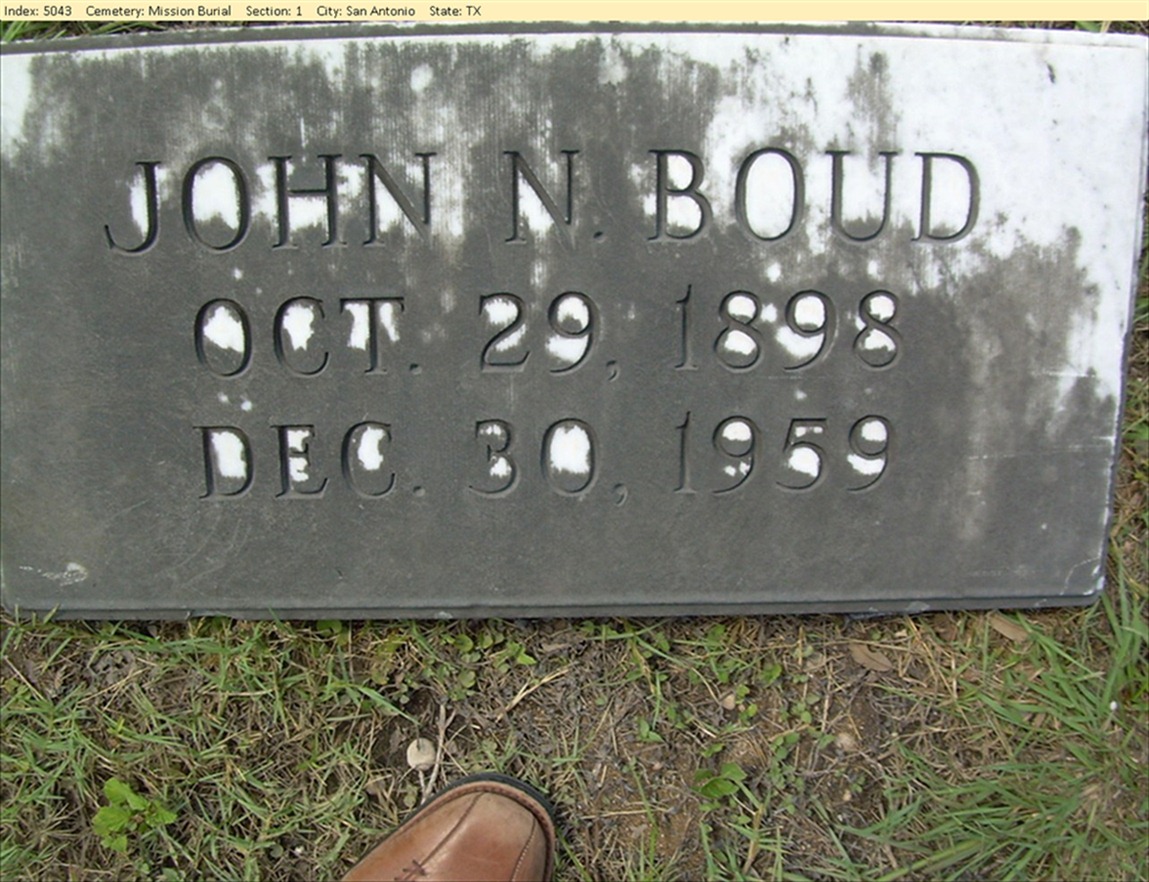 Index: 5043 Cemetery: Mission Burial Section: 1 City: San Antonio State: TX
JOHN N. BOUD
OCT. 29, 1898
DEC. 30, 1959